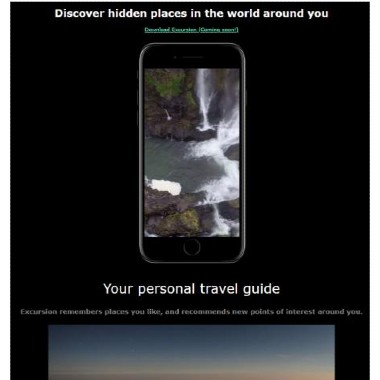 Discover hidden places in the world around you
Download Excursion (Coming soon!)
Your personal travel guide
Excursion remembers places you like, and recommends new points of interest around you.